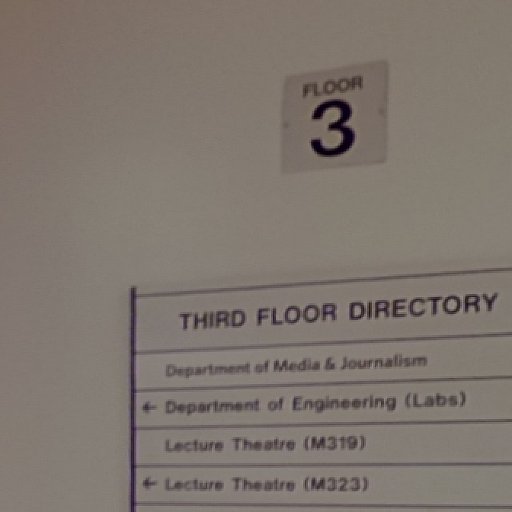 FLOOR
3
THIRD FLOOR DIRECTORY
Department of Media & Journalism
← Department of Engineering (Labs)
Lecture Theatre (M319)
← Lecture Theatre (M323)